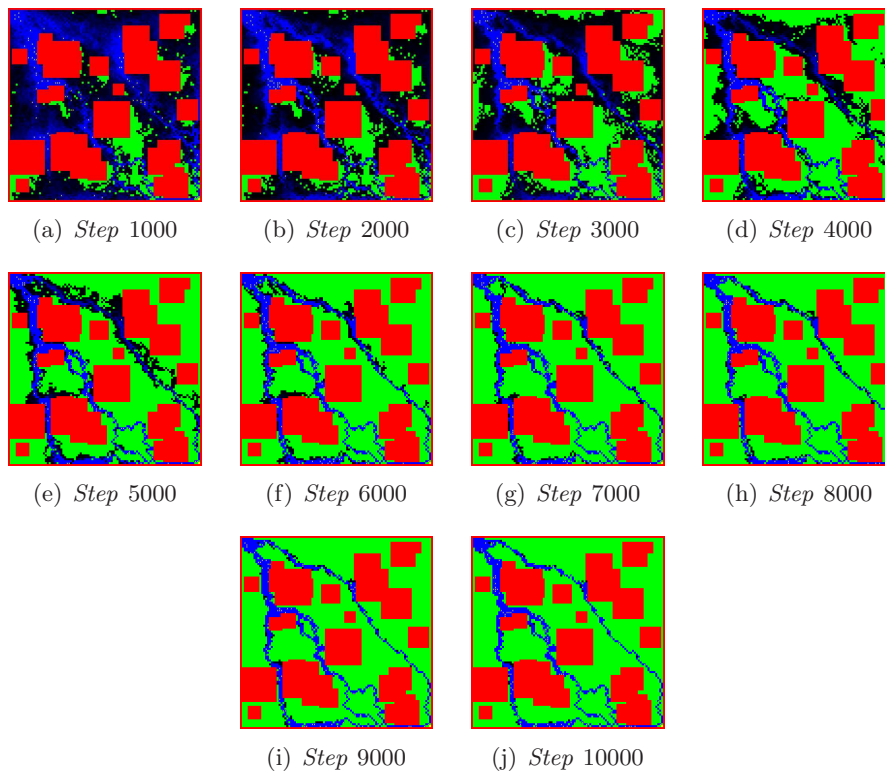 (a) Step 1000
(b) Step 2000
(c) Step 3000
(d) Step 4000
(e) Step 5000
(f) Step 6000
(g) Step 7000
(h) Step 8000
(i) Step 9000
(j) Step 10000